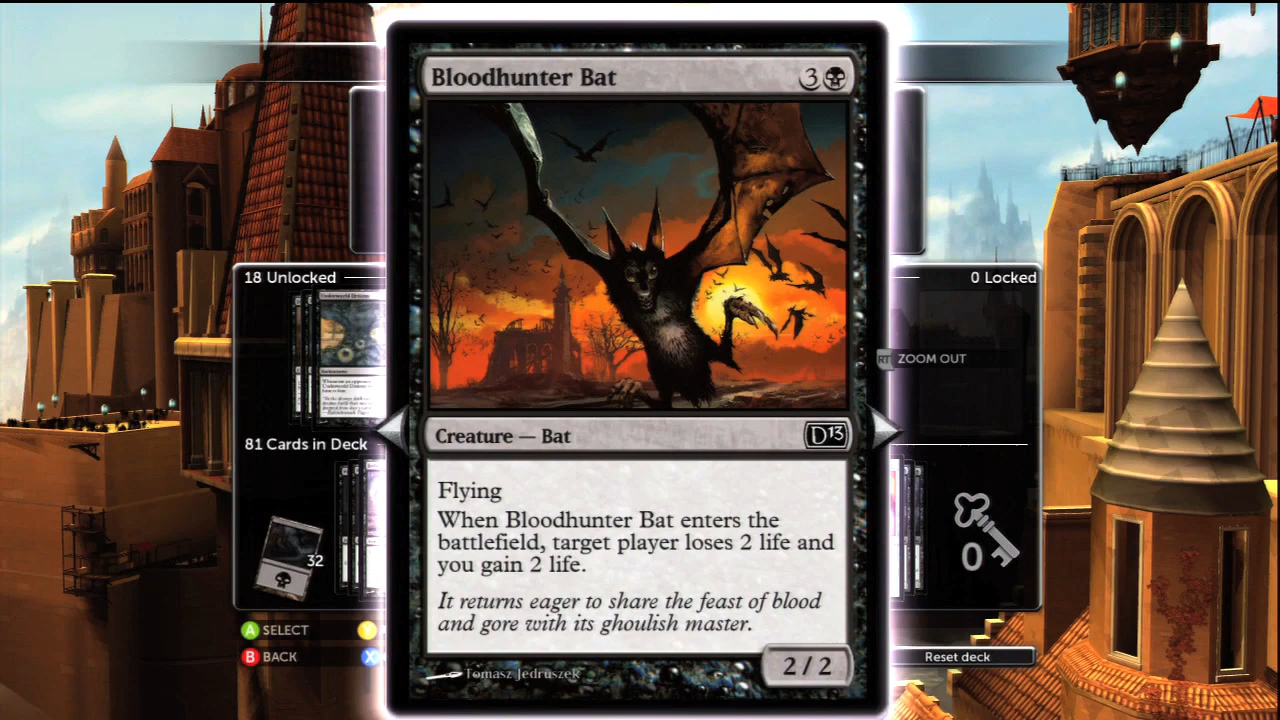 Bloodhunter Bat 3
18 Unlocked
0 Locked
RT ZOOM OUT
Creature — Bat D13
81 Cards in Deck
Flying
When Bloodhunter Bat enters the
battlefield, target player loses 2 life and
you gain 2 life.
It returns eager to share the feast of blood
and gore with its ghoulish master.
32
0
A SELECT
Y
B BACK
X
Reset deck
2 / 2
Tomasz Jedruszek